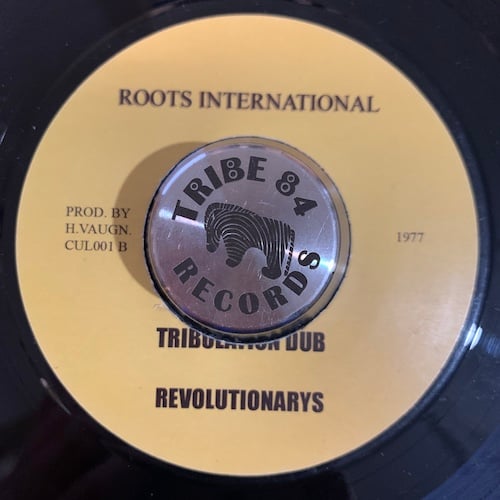 ROOTS INTERNATIONAL
TRIBE 84
RECORDS
PROD. BY
H.VAUGN.
CUL001 B
1977
TRIBULATION DUB
REVOLUTIONARYS